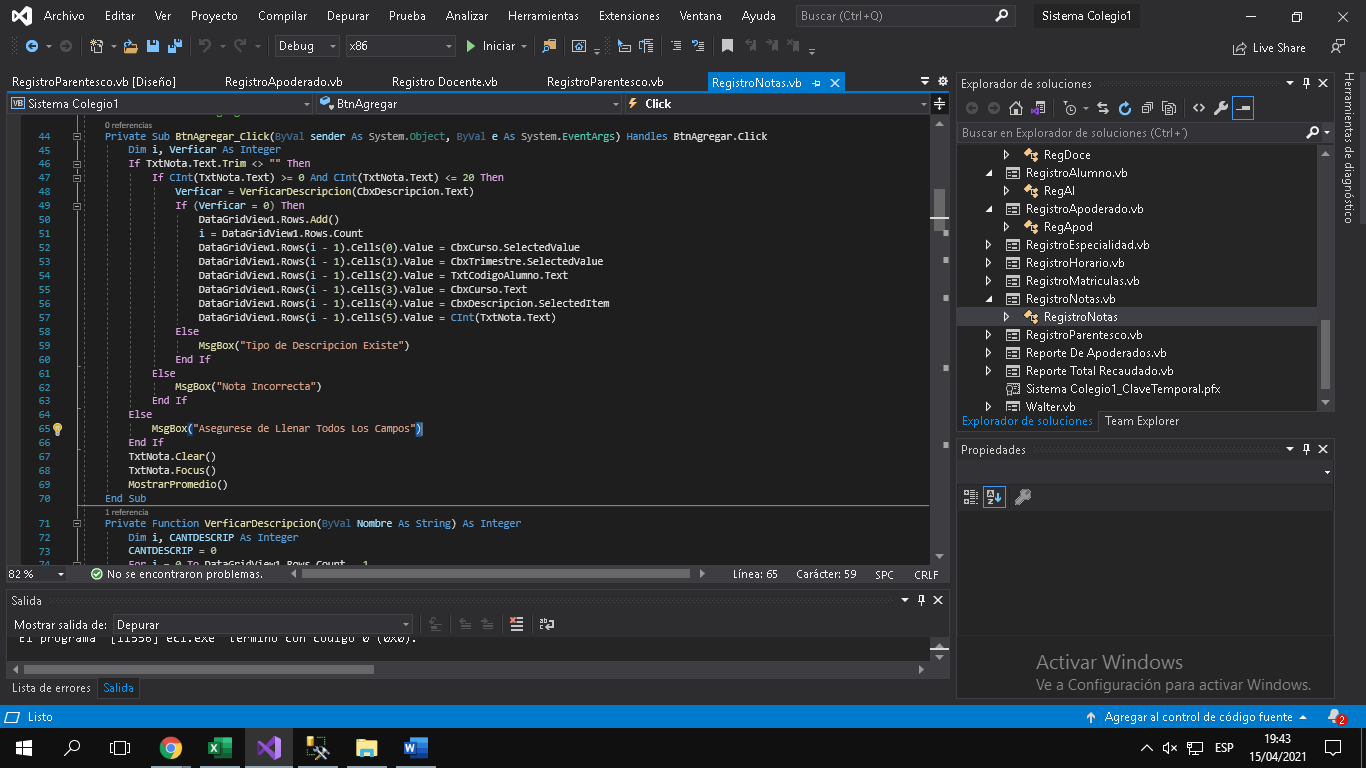 Archivo Editar Ver Proyecto Compilar Depurar Prueba Analizar Herramientas Extensiones Ventana Ayuda Buscar (Ctrl+Q) Sistema Colegio1
Debug x86 Iniciar Live Share
RegistroParentesco.vb [Diseño] RegistroApoderado.vb Registro Docente.vb RegistroParentesco.vb RegistroNotas.vb
VB Sistema Colegio1 BtnAgregar Click
0 referencias
44 Private Sub BtnAgregar_Click(ByVal sender As System.Object, ByVal e As System.EventArgs) Handles BtnAgregar.Click
45 Dim i, Verficar As Integer
46 If TxtNota.Text.Trim <> "" Then
47 If CInt(TxtNota.Text) >= 0 And CInt(TxtNota.Text) <= 20 Then
48 Verficar = VerficarDescripcion(CbxDescripcion.Text)
49 If (Verficar = 0) Then
50 DataGridView1.Rows.Add()
51 i = DataGridView1.Rows.Count
52 DataGridView1.Rows(i - 1).Cells(0).Value = CbxCurso.SelectedValue
53 DataGridView1.Rows(i - 1).Cells(1).Value = CbxTrimestre.SelectedValue
54 DataGridView1.Rows(i - 1).Cells(2).Value = TxtCodigoAlumno.Text
55 DataGridView1.Rows(i - 1).Cells(3).Value = CbxCurso.Text
56 DataGridView1.Rows(i - 1).Cells(4).Value = CbxDescripcion.SelectedItem
57 DataGridView1.Rows(i - 1).Cells(5).Value = CInt(TxtNota.Text)
58 Else
59 MsgBox("Tipo de Descripcion Existe")
60 End If
61 Else
62 MsgBox("Nota Incorrecta")
63 End If
64 Else
65 MsgBox("Asegurese de Llenar Todos Los Campos")
66 End If
67 TxtNota.Clear()
68 TxtNota.Focus()
69 MostrarPromedio()
70 End Sub
1 referencia
71 Private Function VerficarDescripcion(ByVal Nombre As String) As Integer
72 Dim i, CANTDESCRIP As Integer
73 CANTDESCRIP = 0
74 For i = 0 To DataGridView1.Rows.Count - 1
82 % No se encontraron problemas. Línea: 65 Carácter: 59 SPC CRLF
Salida
Mostrar salida de: Depurar
El programa '[11556] ecl.exe' terminó con código 0 (0x0).
Lista de errores Salida
Explorador de soluciones
Buscar en Explorador de soluciones (Ctrl+´)
RegDoce
RegistroAlumno.vb
RegAl
RegistroApoderado.vb
RegApod
RegistroEspecialidad.vb
RegistroHorario.vb
RegistroMatriculas.vb
RegistroNotas.vb
RegistroNotas
RegistroParentesco.vb
Reporte De Apoderados.vb
Reporte Total Recaudado.vb
Sistema Colegio1_ClaveTemporal.pfx
Walter.vb
Explorador de soluciones Team Explorer
Propiedades
Herramientas de diagnóstico
Activar Windows
Ve a Configuración para activar Windows.
Listo Agregar al control de código fuente 2
ESP 19:43
15/04/2021